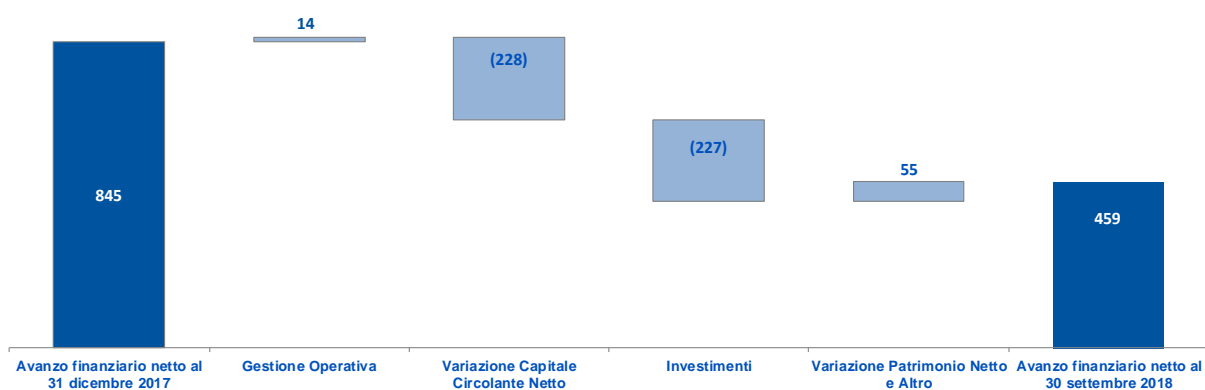 14
(228)
(227)
55
845
459
Avanzo finanziario netto al
31 dicembre 2017
Gestione Operativa
Variazione Capitale
Circolante Netto
Investimenti
Variazione Patrimonio Netto
e Altro
Avanzo finanziario netto al
30 settembre 2018